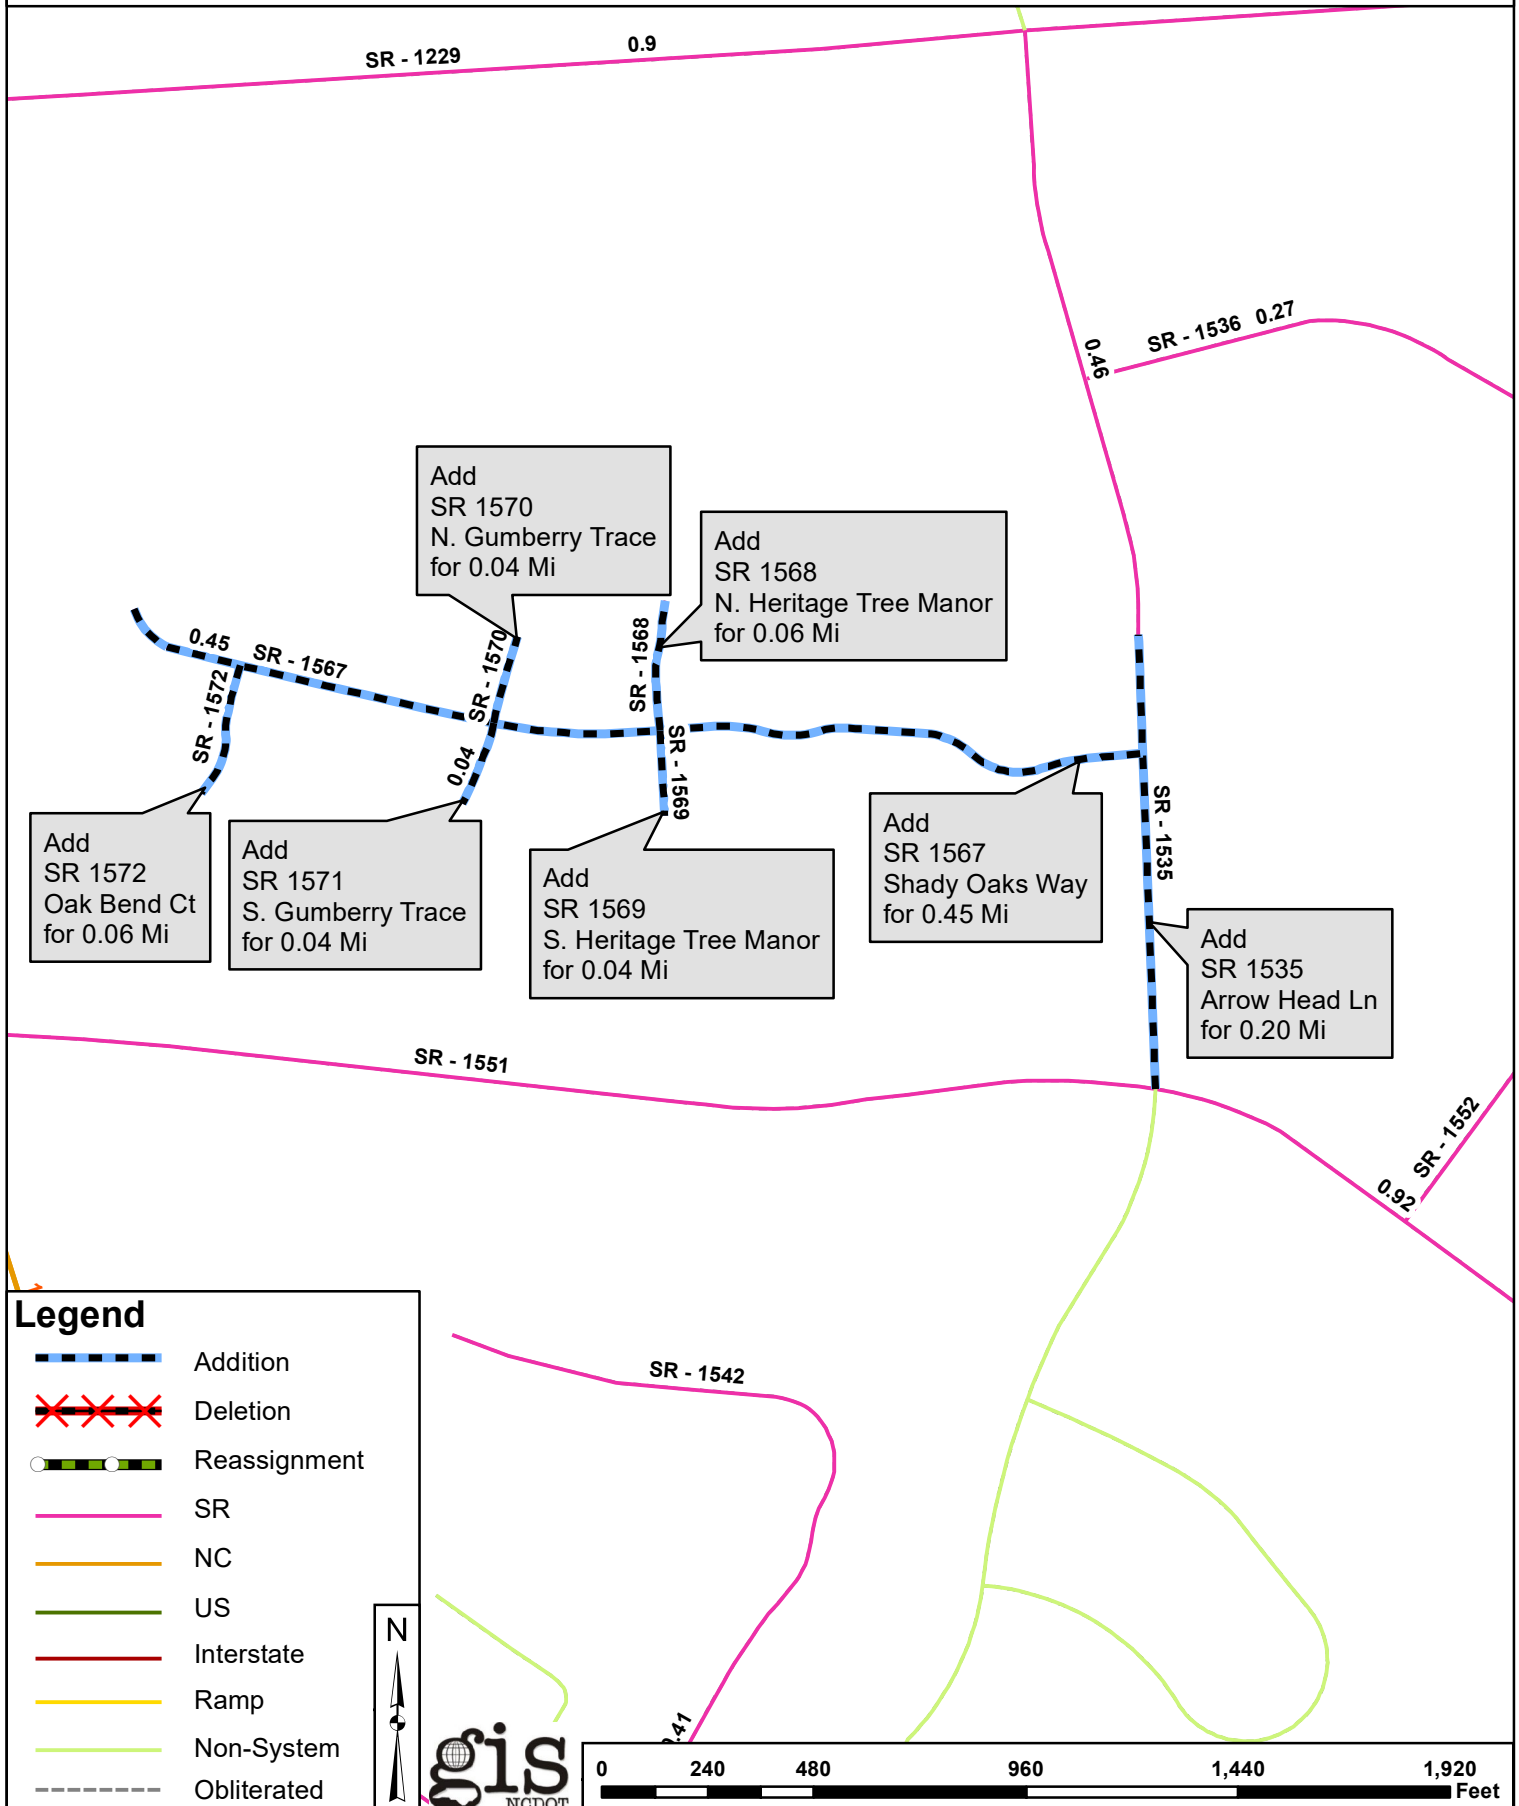 SR - 1229
0.9
SR - 1536 0.27
0.46
Add
SR 1570
N. Gumberry Trace
for 0.04 Mi
Add
SR 1568
N. Heritage Tree Manor
for 0.06 Mi
0.45
SR - 1567
SR - 1572
SR - 1570
0.04
SR - 1568
SR - 1569
SR - 1535
Add
SR 1572
Oak Bend Ct
for 0.06 Mi
Add
SR 1571
S. Gumberry Trace
for 0.04 Mi
Add
SR 1569
S. Heritage Tree Manor
for 0.04 Mi
Add
SR 1567
Shady Oaks Way
for 0.45 Mi
Add
SR 1535
Arrow Head Ln
for 0.20 Mi
SR - 1551
SR - 1552
0.92
SR - 1542
0.41
Legend
Addition
Deletion
Reassignment
SR
NC
US
Interstate
Ramp
Non-System
Obliterated
N
gis
NCDOT
0 240 480 960 1,440 1,920
Feet